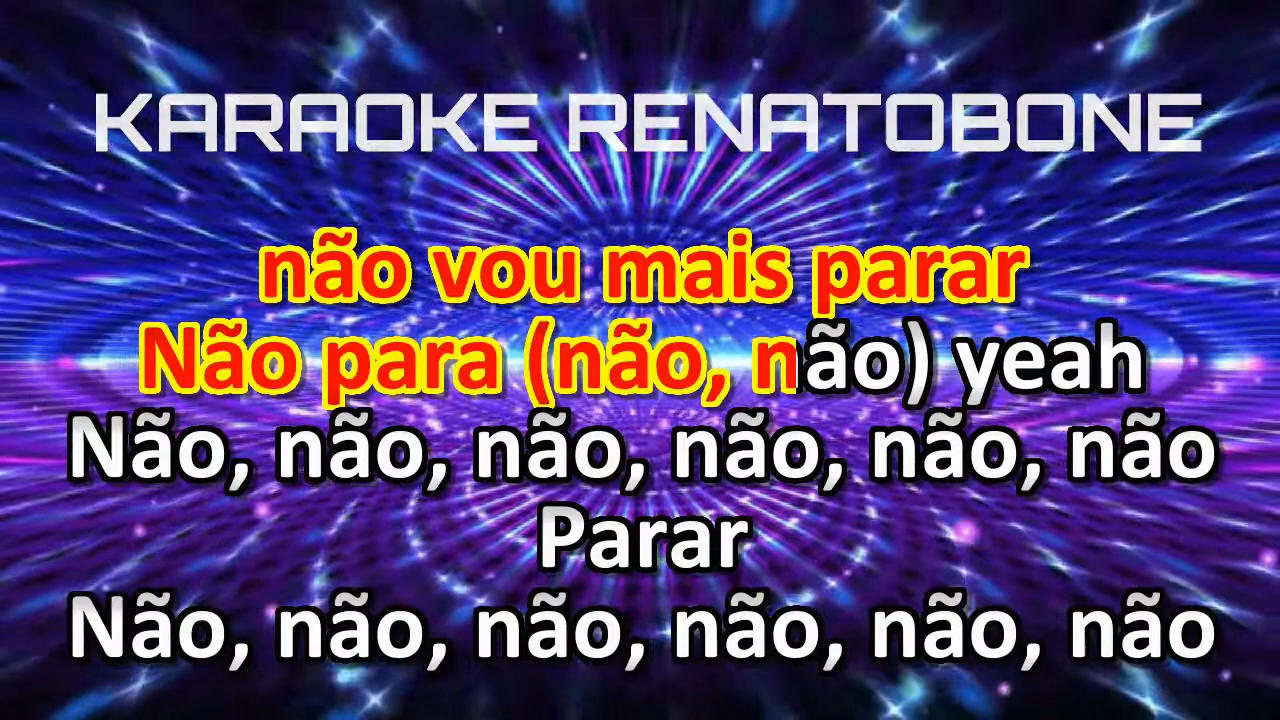 KARAOKE RENATOBONE
não vou mais parar
Não para (não, não) yeah
Não, não, não, não, não, não
Parar
Não, não, não, não, não, não